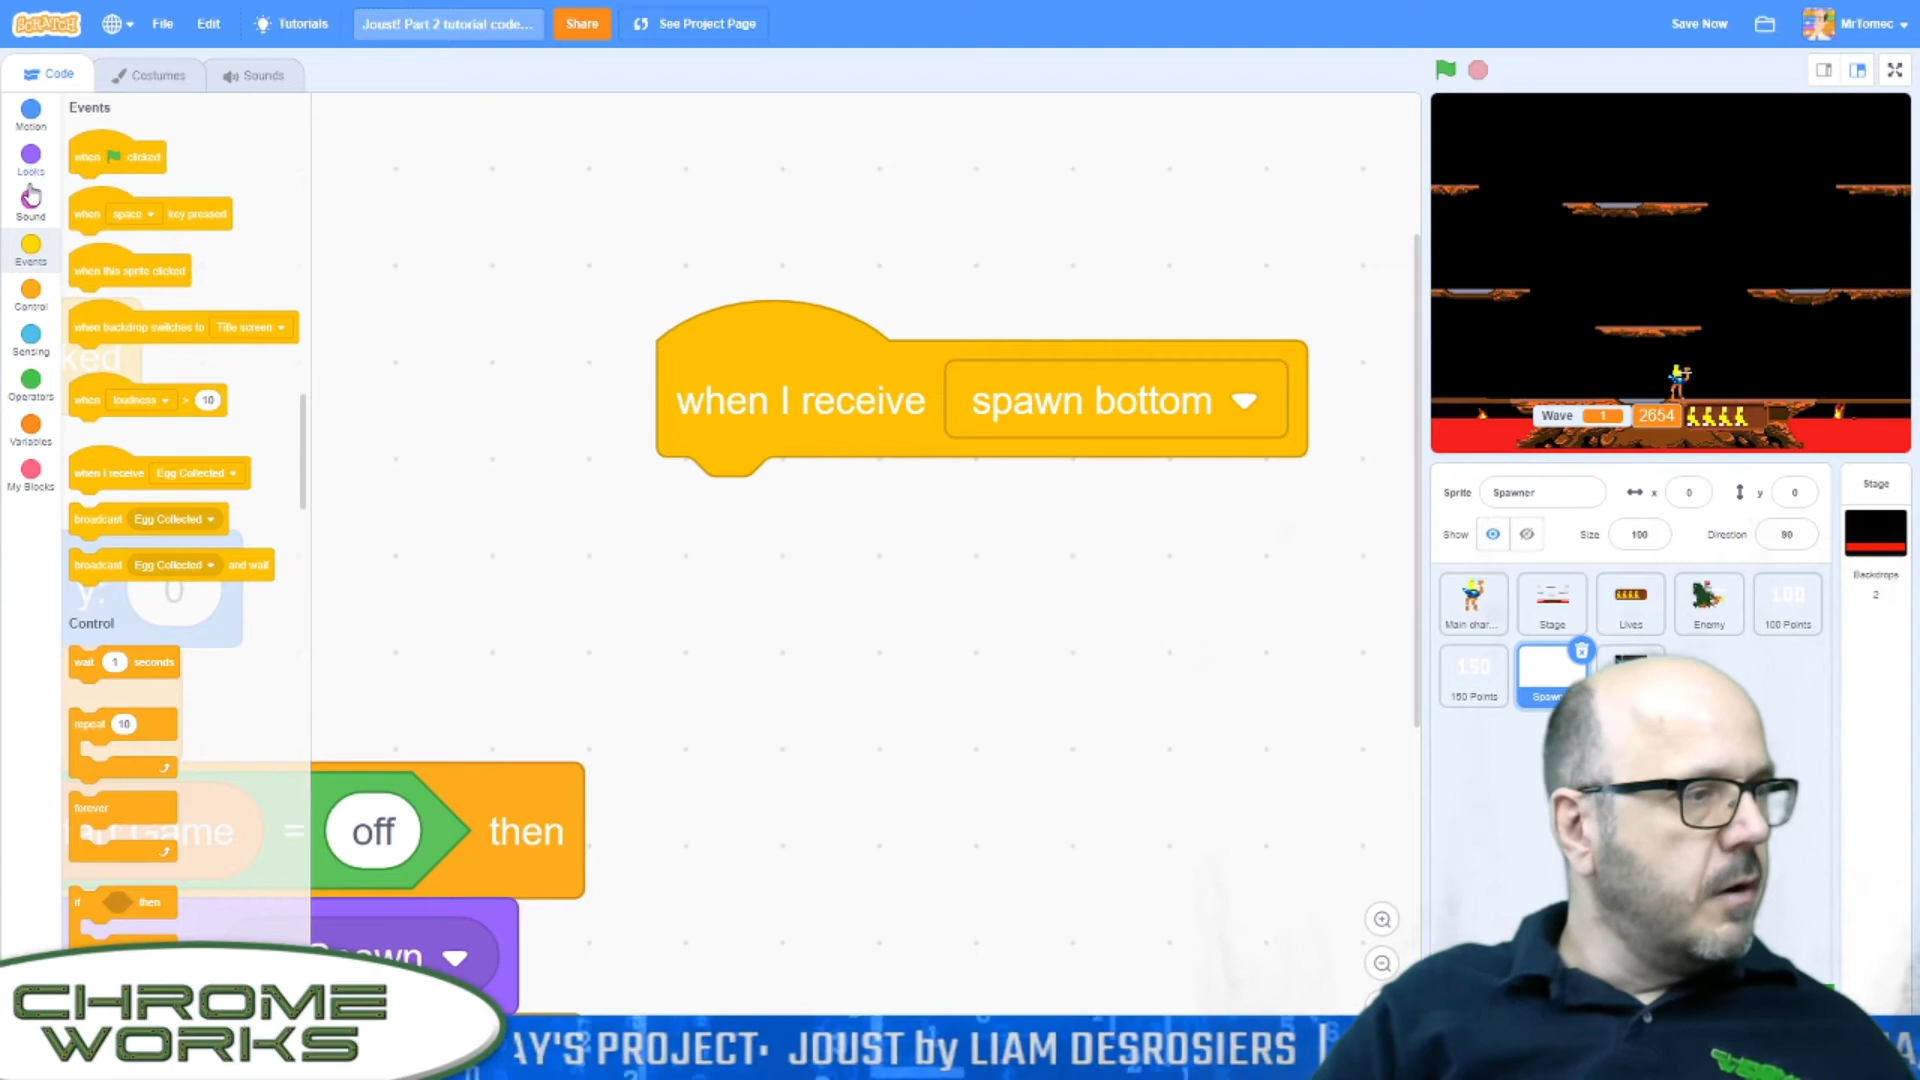 SCRATCH
File
Edit
Tutorials
Joust! Part 2 tutorial code...
Share
See Project Page
Save Now
MrTomec
Code
Costumes
Sounds
Motion
Looks
Sound
Events
Control
Sensing
Operators
Variables
My Blocks
Events
when clicked
when space key pressed
when this sprite clicked
when backdrop switches to Title screen
when loudness > 10
when I receive Egg Collected
broadcast Egg Collected
broadcast Egg Collected and wait
y: 0
Control
wait 1 seconds
repeat 10
forever
if then
when I receive spawn bottom
Game = off then
Wave 1 2654
Sprite Spawner x 0 y 0
Show Size 100 Direction 90
Stage
Backdrops
2
Main char...
Stage
Lives
Enemy
100
100 Points
150
150 Points
CHROME
WORKS
AY'S PROJECT: JOUST by LIAM DESROSIERS |